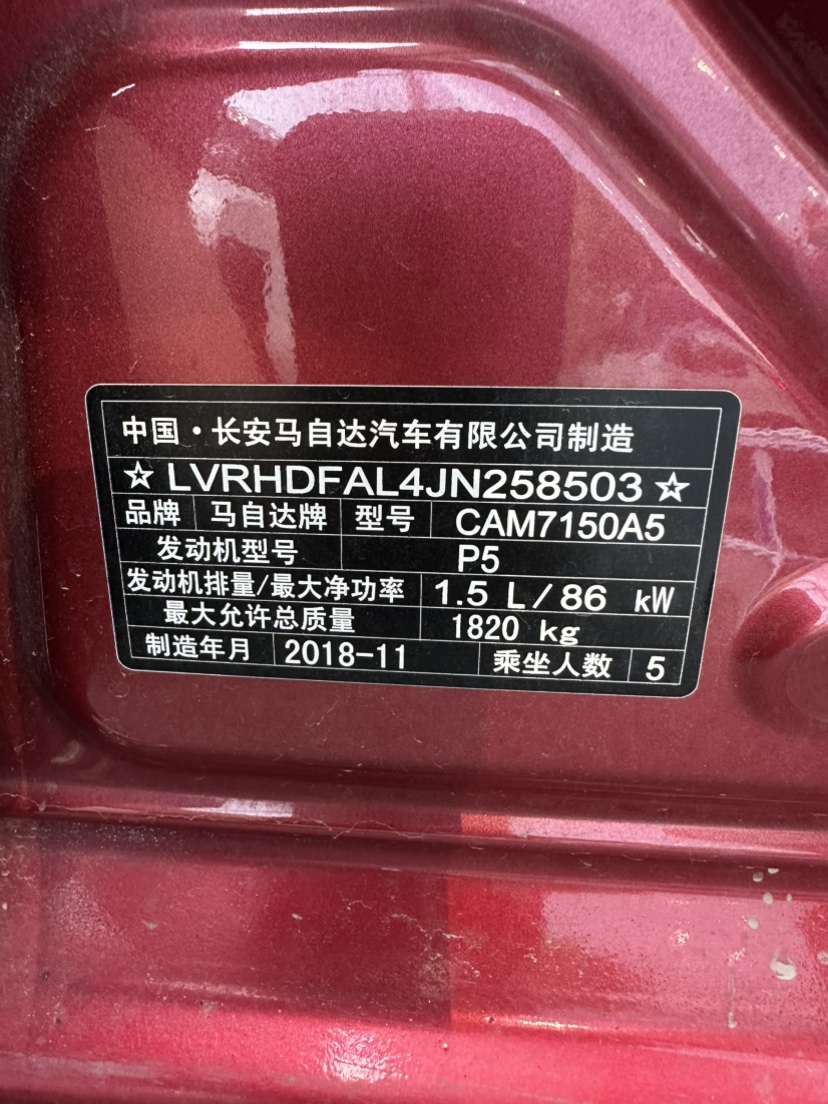 中国·长安马自达汽车有限公司制造
☆LVRHDFAL4JN258503☆
品牌 马自达牌 型号 CAM7150A5
发动机型号 P5
发动机排量/最大净功率 1.5 L/86 kW
最大允许总质量 1820 kg
制造年月 2018-11 乘坐人数 5